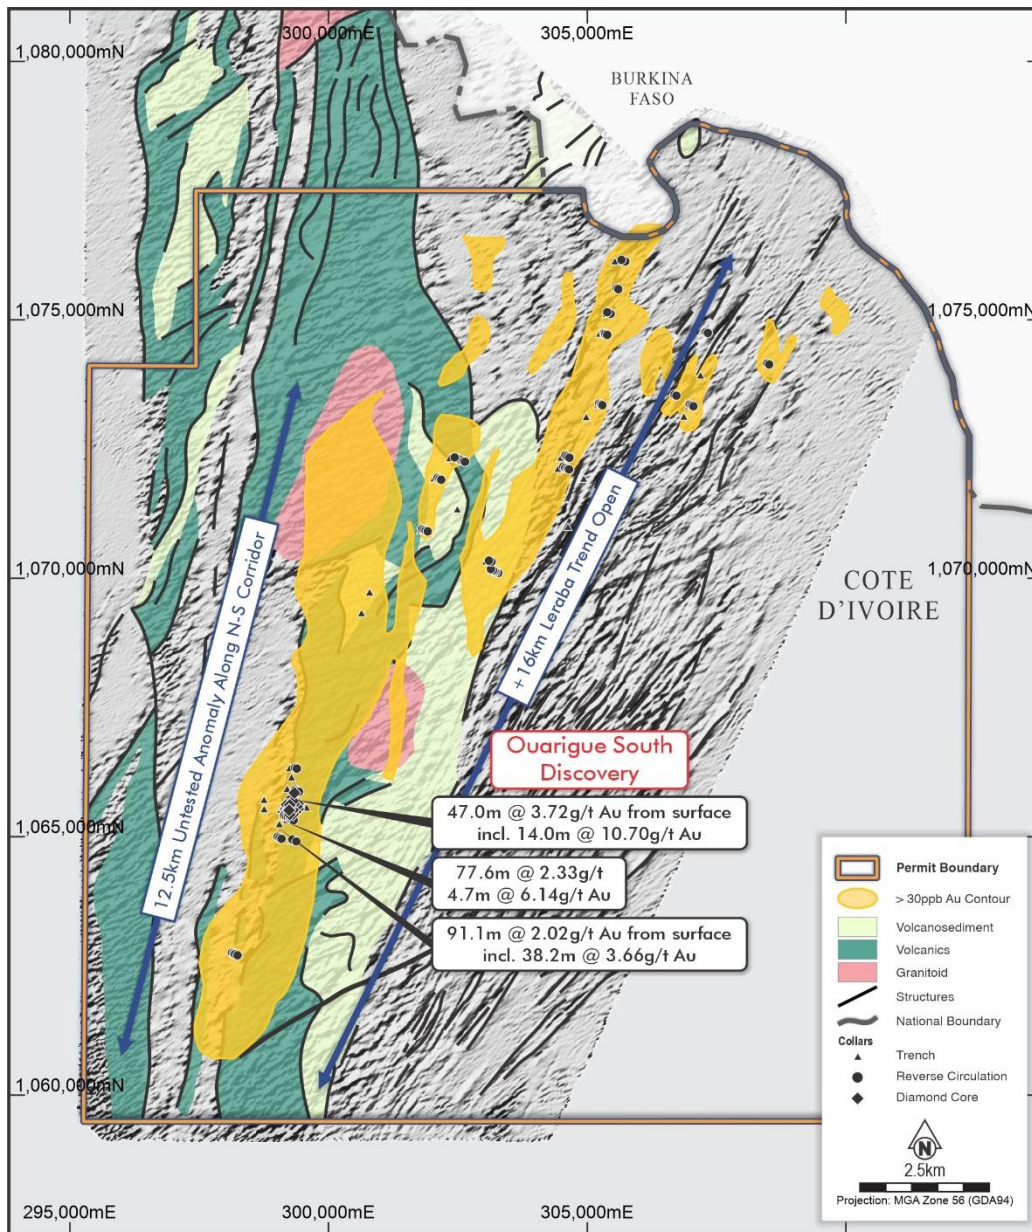 300,000mE
305,000mE
1,080,000mN
BURKINA
FASO
1,075,000mN
1,075,000mN
1,070,000mN
1,070,000mN
COTE
D'IVOIRE
12.5km Untested Anomaly Along N-S Corridor
+ 16km Leraba Trend Open
Ouarigue South
Discovery
47.0m @ 3.72g/t Au from surface
incl. 14.0m @ 10.70g/t Au
77.6m @ 2.33g/t
4.7m @ 6.14g/t Au
91.1m @ 2.02g/t Au from surface
incl. 38.2m @ 3.66g/t Au
1,065,000mN
1,060,000mN
295,000mE
300,000mE
305,000mE
Permit Boundary
> 30ppb Au Contour
Volcanosediment
Volcanics
Granitoid
Structures
National Boundary
Collars
Trench
Reverse Circulation
Diamond Core
N
2.5km
Projection: MGA Zone 56 (GDA94)